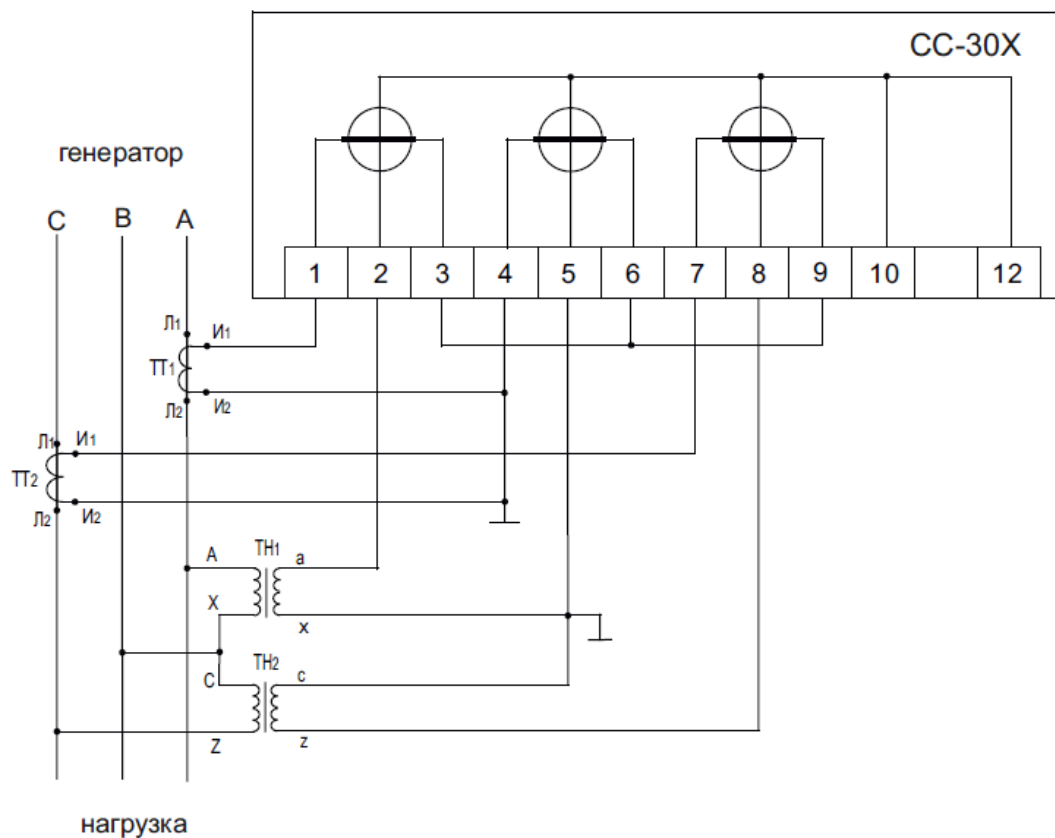 СС-30Х
генератор
С В А
1 2 3 4 5 6 7 8 9 10 12
Л1 И1
ТТ1
Л2 И2
Л1 И1
ТТ2
Л2 И2
А ТН1 а
Х х
С ТН2 с
Z z
нагрузка